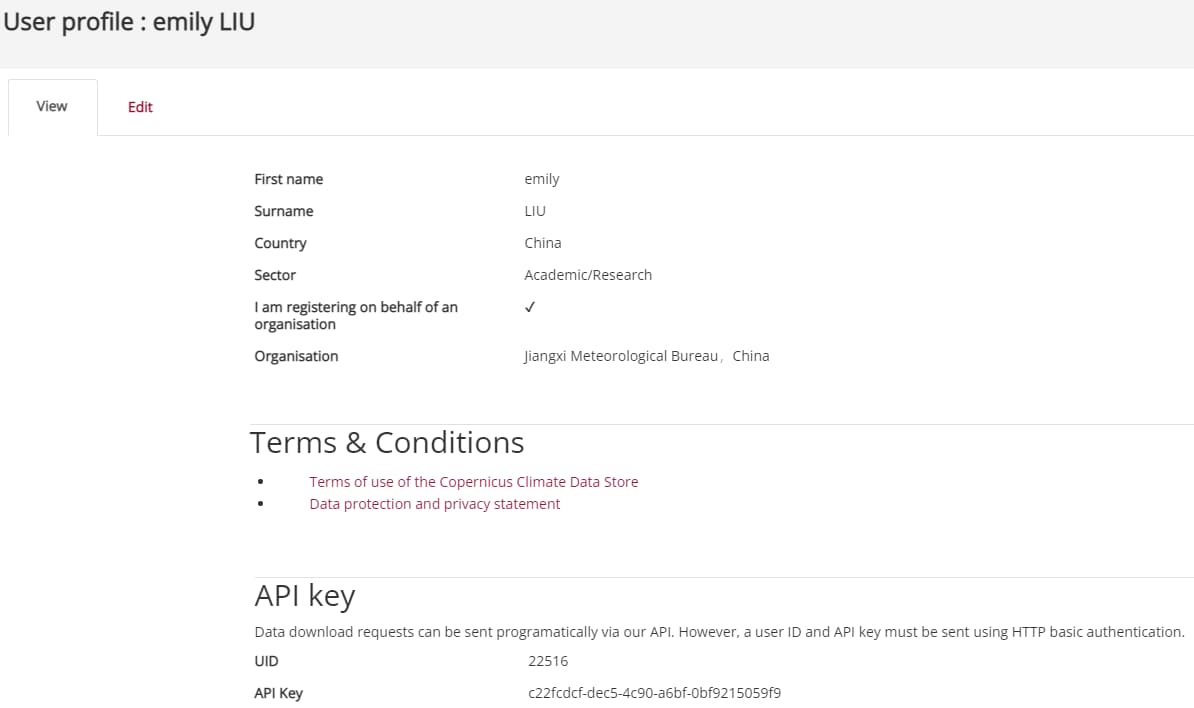 User profile : emily LIU
View
Edit
First name emily
Surname LIU
Country China
Sector Academic/Research
I am registering on behalf of an ✓
organisation
Organisation Jiangxi Meteorological Bureau，China
Terms & Conditions
• Terms of use of the Copernicus Climate Data Store
• Data protection and privacy statement
API key
Data download requests can be sent programatically via our API. However, a user ID and API key must be sent using HTTP basic authentication.
UID 22516
API Key c22fcdcf-dec5-4c90-a6bf-0bf9215059f9